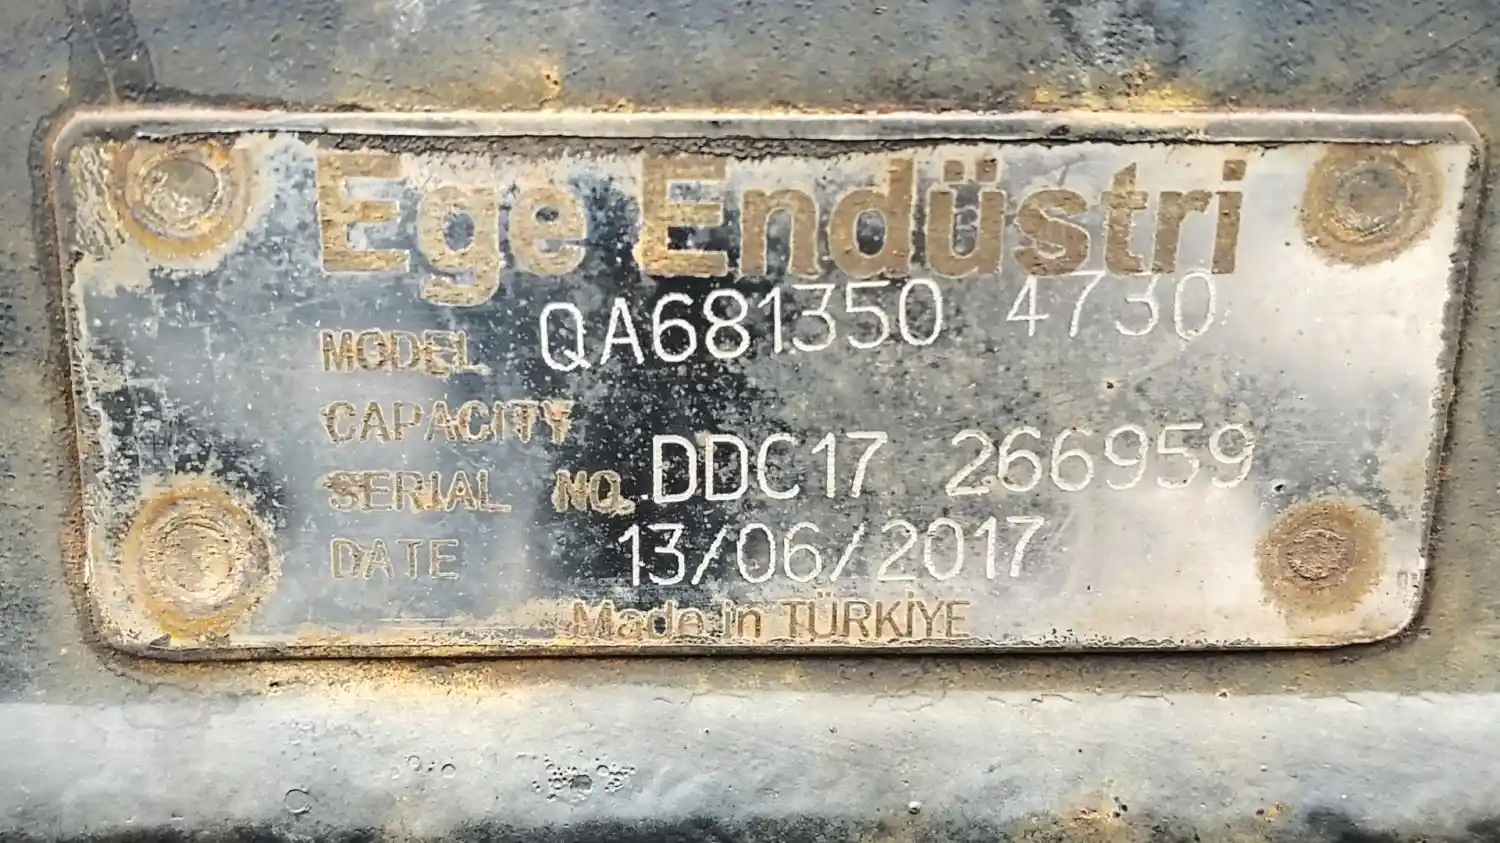 Ege Endüstri
MODEL QA681350 4730
CAPACITY
SERIAL NO. DDC17 266959
DATE 13/06/2017
Made in TÜRKİYE